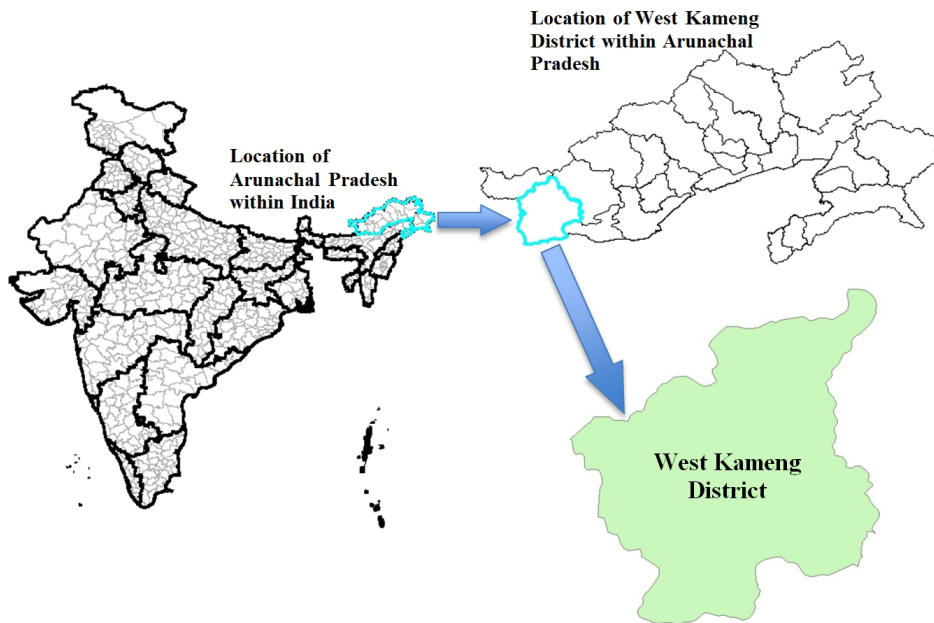 Location of West Kameng
District within Arunachal
Pradesh
Location of
Arunachal Pradesh
within India
West Kameng
District